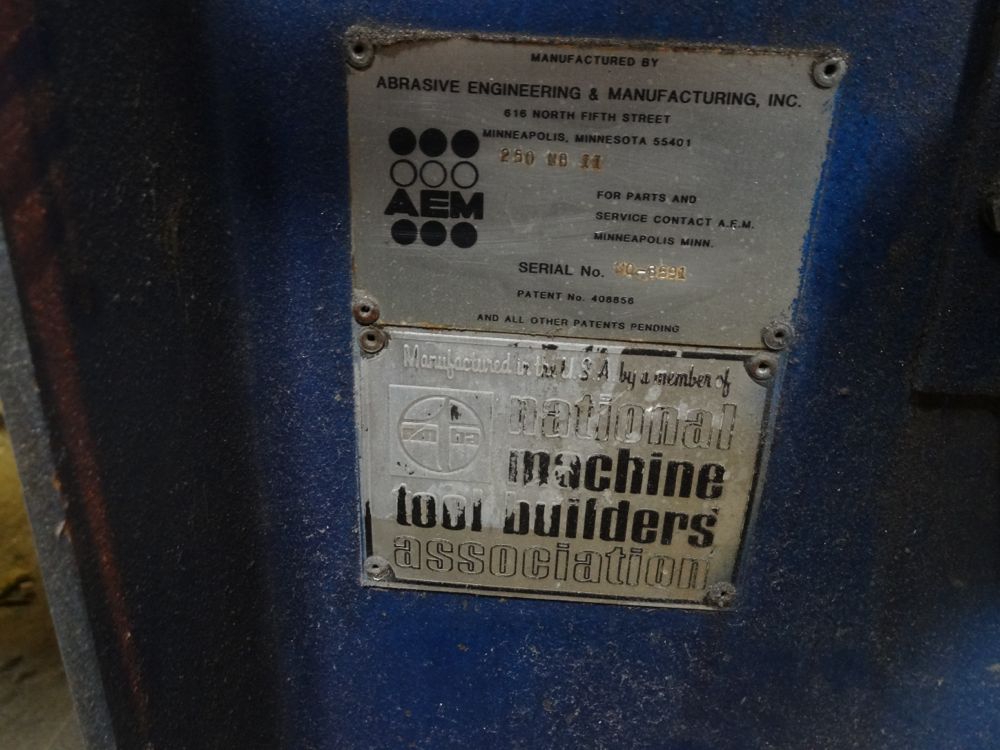 MANUFACTURED BY
ABRASIVE ENGINEERING & MANUFACTURING, INC.
616 NORTH FIFTH STREET
MINNEAPOLIS, MINNESOTA 55401
AEM
FOR PARTS AND
SERVICE CONTACT A.E.M.
MINNEAPOLIS MINN.
SERIAL No.
PATENT No. 408856
AND ALL OTHER PATENTS PENDING
Manufactured in the U.S.A. by a member of
national
machine
tool builders
association